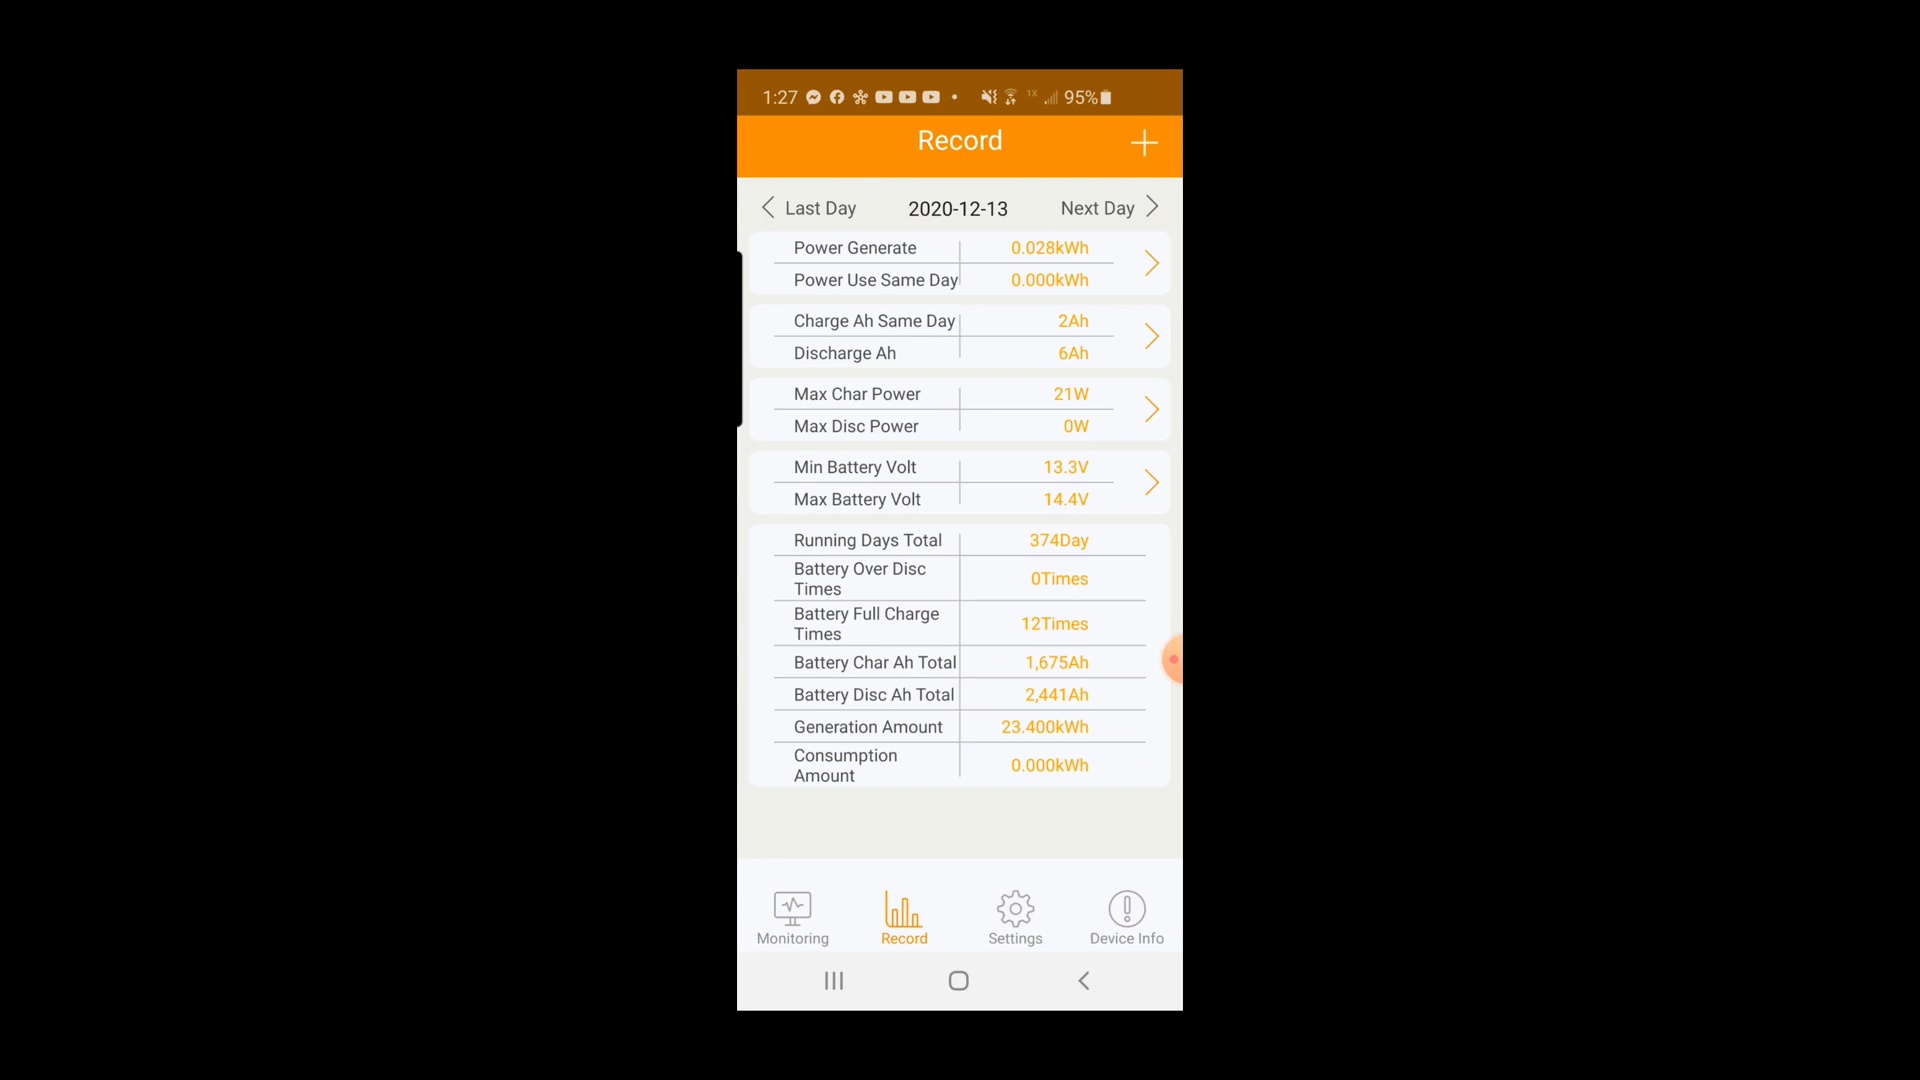 1:27 1X 95%
Record
Last Day 2020-12-13 Next Day
Power Generate 0.028kWh
Power Use Same Day 0.000kWh
Charge Ah Same Day 2Ah
Discharge Ah 6Ah
Max Char Power 21W
Max Disc Power 0W
Min Battery Volt 13.3V
Max Battery Volt 14.4V
Running Days Total 374Day
Battery Over Disc
Times 0Times
Battery Full Charge
Times 12Times
Battery Char Ah Total 1,675Ah
Battery Disc Ah Total 2,441Ah
Generation Amount 23.400kWh
Consumption
Amount 0.000kWh
Monitoring Record Settings Device Info